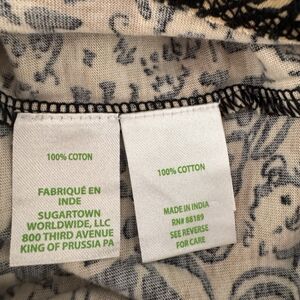 100% COTON
FABRIQUÉ EN
INDE
SUGARTOWN
WORLDWIDE, LLC
800 THIRD AVENUE
KING OF PRUSSIA PA
100% COTTON
MADE IN INDIA
RN# 88189
SEE REVERSE
FOR CARE